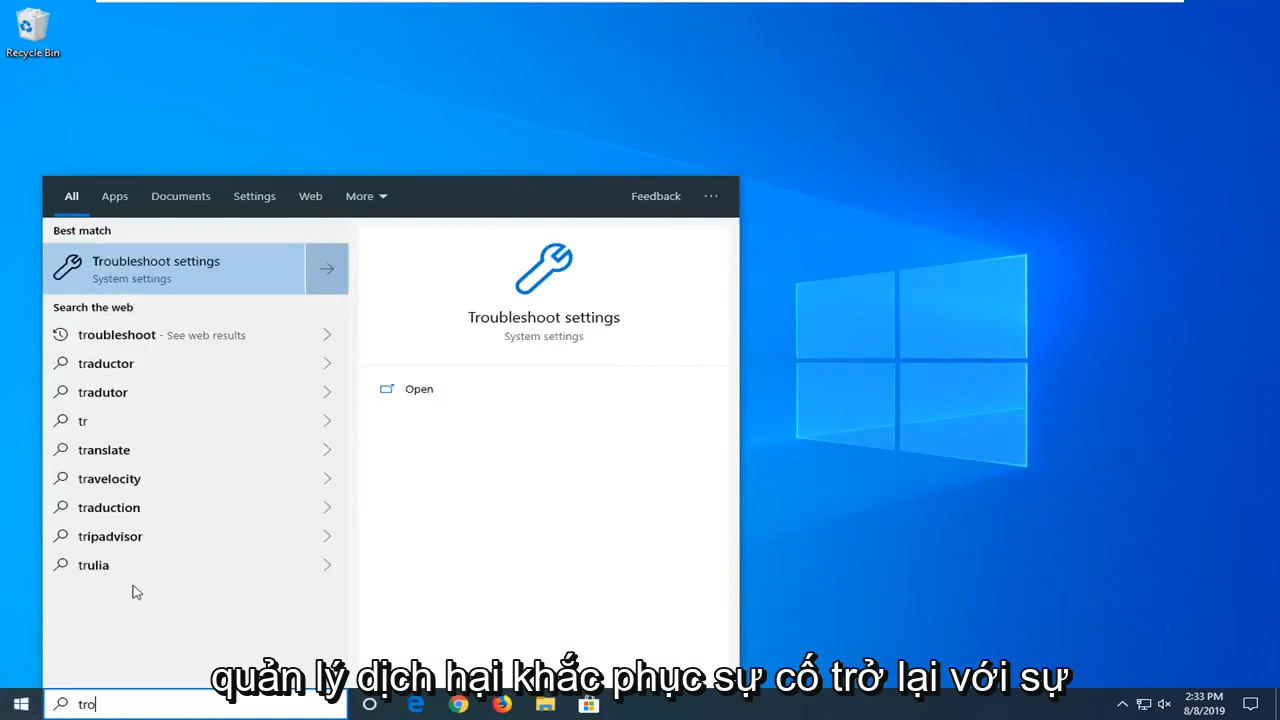 Recycle Bin
All Apps Documents Settings Web More Feedback ...
Best match
Troubleshoot settings
System settings
Search the web
troubleshoot - See web results
traductor
tradutor
tr
translate
travelocity
traduction
tripadvisor
trulia
Troubleshoot settings
System settings
Open
quản lý dịch hại khắc phục sự cố trở lại với sự
tro
2:33 PM
8/8/2019